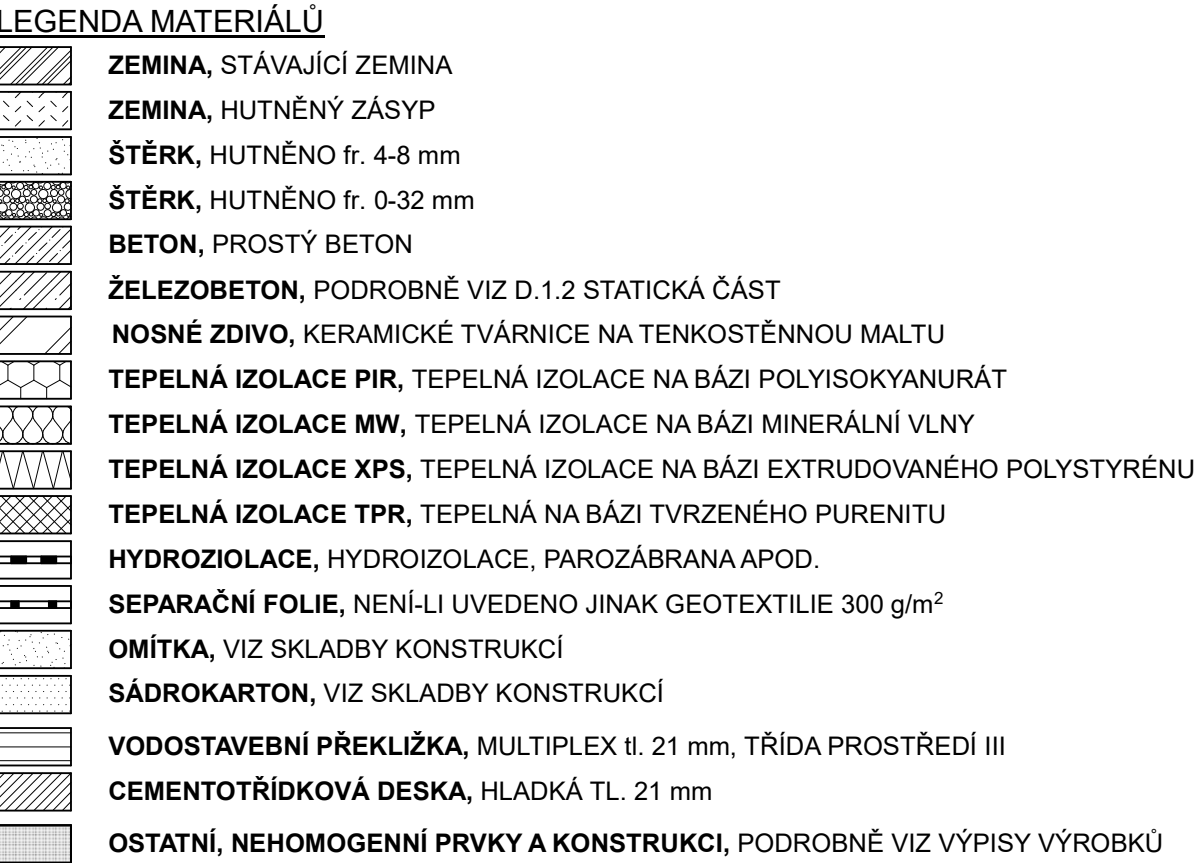 LEGENDA MATERIÁLŮ
ZEMINA, STÁVAJÍCÍ ZEMINA
ZEMINA, HUTNĚNÝ ZÁSYP
ŠTĚRK, HUTNĚNO fr. 4-8 mm
ŠTĚRK, HUTNĚNO fr. 0-32 mm
BETON, PROSTÝ BETON
ŽELEZOBETON, PODROBNĚ VIZ D.1.2 STATICKÁ ČÁST
NOSNÉ ZDIVO, KERAMICKÉ TVÁRNICE NA TENKOSTĚNNOU MALTU
TEPELNÁ IZOLACE PIR, TEPELNÁ IZOLACE NA BÁZI POLYISOKYANURÁT
TEPELNÁ IZOLACE MW, TEPELNÁ IZOLACE NA BÁZI MINERÁLNÍ VLNY
TEPELNÁ IZOLACE XPS, TEPELNÁ IZOLACE NA BÁZI EXTRUDOVANÉHO POLYSTYRÉNU
TEPELNÁ IZOLACE TPR, TEPELNÁ NA BÁZI TVRZENÉHO PURENITU
HYDROZIOLACE, HYDROIZOLACE, PAROZÁBRANA APOD.
SEPARAČNÍ FOLIE, NENÍ-LI UVEDENO JINAK GEOTEXTILIE 300 g/m²
OMÍTKA, VIZ SKLADBY KONSTRUKCÍ
SÁDROKARTON, VIZ SKLADBY KONSTRUKCÍ
VODOSTAVEBNÍ PŘEKLIŽKA, MULTIPLEX tl. 21 mm, TŘÍDA PROSTŘEDÍ III
CEMENTOTŘÍDKOVÁ DESKA, HLADKÁ TL. 21 mm
OSTATNÍ, NEHOMOGENNÍ PRVKY A KONSTRUKCI, PODROBNĚ VIZ VÝPISY VÝROBKŮ